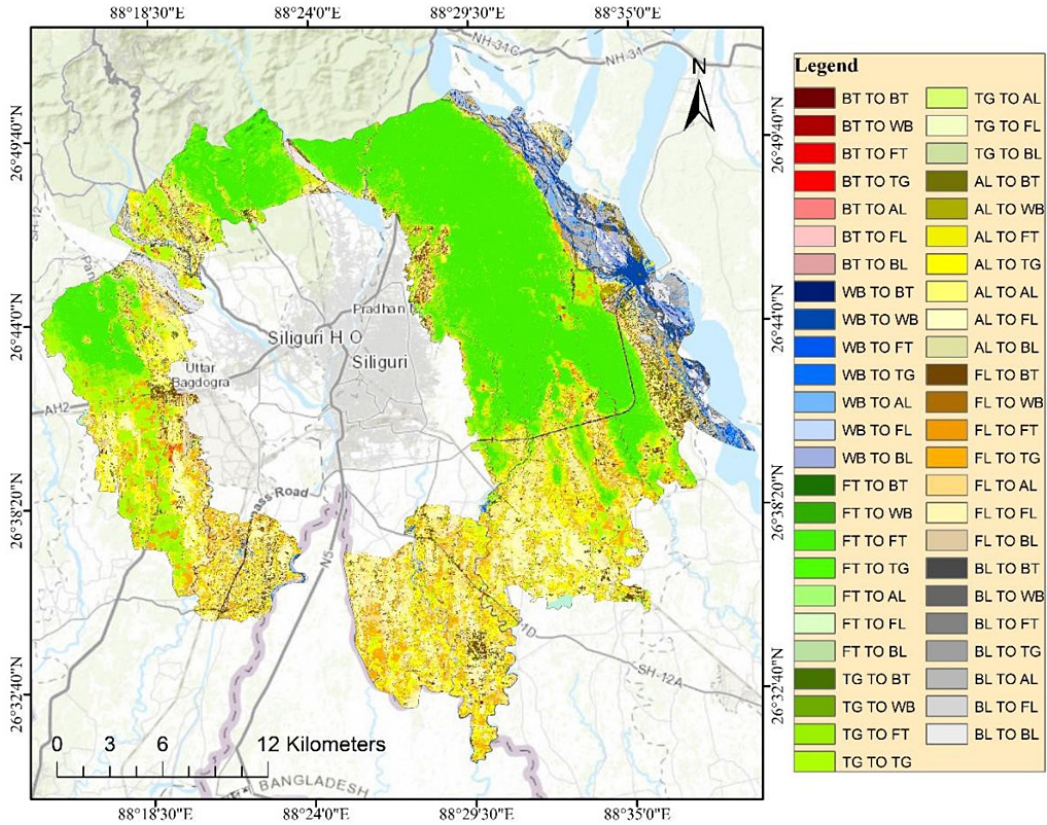 88°18'30"E 88°24'0"E 88°29'30"E 88°35'0"E
NH-31C
NH-31
N
26°49'40"N 26°49'40"N
SH-12
Pan
26°44'0"N 26°44'0"N
Pradhan
Siliguri H O
Siliguri
Uttar
Bagdogra
AH2
26°38'20"N 26°38'20"N
ass-Road
N5
31D
SH-12A
26°32'40"N 26°32'40"N
0 3 6 12 Kilometers
BANGLADESH
88°18'30"E 88°24'0"E 88°29'30"E 88°35'0"E
Legend
BT TO BT
BT TO WB
BT TO FT
BT TO TG
BT TO AL
BT TO FL
BT TO BL
WB TO BT
WB TO WB
WB TO FT
WB TO TG
WB TO AL
WB TO FL
WB TO BL
FT TO BT
FT TO WB
FT TO FT
FT TO TG
FT TO AL
FT TO FL
FT TO BL
TG TO BT
TG TO WB
TG TO FT
TG TO TG
TG TO AL
TG TO FL
TG TO BL
AL TO BT
AL TO WB
AL TO FT
AL TO TG
AL TO AL
AL TO FL
AL TO BL
FL TO BT
FL TO WB
FL TO FT
FL TO TG
FL TO AL
FL TO FL
FL TO BL
BL TO BT
BL TO WB
BL TO FT
BL TO TG
BL TO AL
BL TO FL
BL TO BL